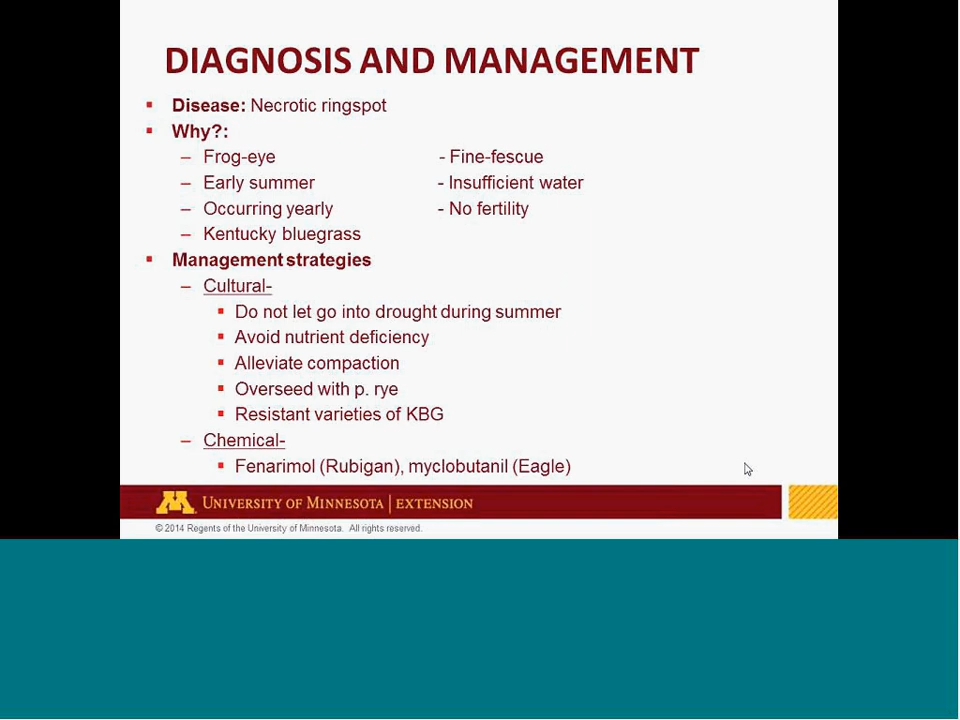 DIAGNOSIS AND MANAGEMENT
▪ Disease: Necrotic ringspot
▪ Why?:
– Frog-eye - Fine-fescue
– Early summer - Insufficient water
– Occurring yearly - No fertility
– Kentucky bluegrass
▪ Management strategies
– Cultural-
▪ Do not let go into drought during summer
▪ Avoid nutrient deficiency
▪ Alleviate compaction
▪ Overseed with p. rye
▪ Resistant varieties of KBG
– Chemical-
▪ Fenarimol (Rubigan), myclobutanil (Eagle)
M UNIVERSITY OF MINNESOTA | EXTENSION
© 2014 Regents of the University of Minnesota. All rights reserved.